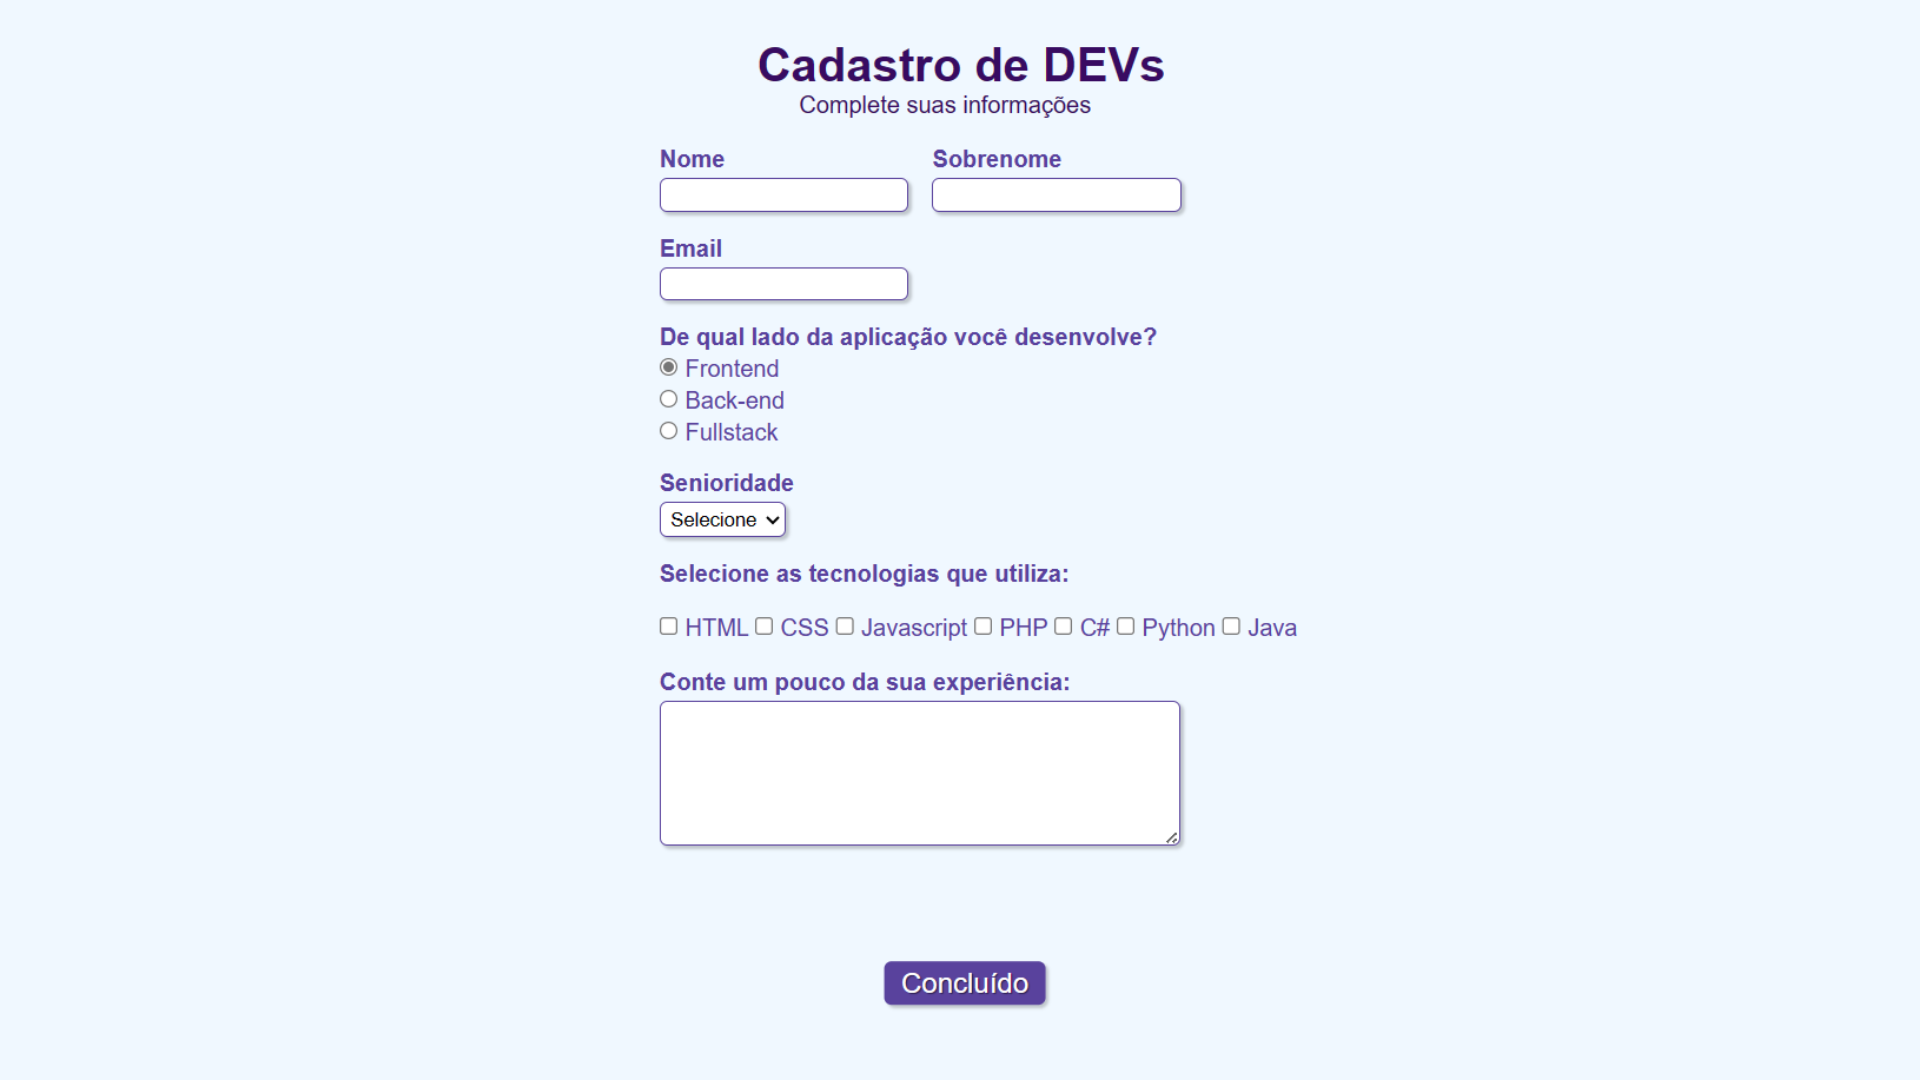 Cadastro de DEVs
Complete suas informações
Nome Sobrenome
Email
De qual lado da aplicação você desenvolve?
Frontend
Back-end
Fullstack
Senioridade
Selecione
Selecione as tecnologias que utiliza:
HTML CSS Javascript PHP C# Python Java
Conte um pouco da sua experiência:
Concluído